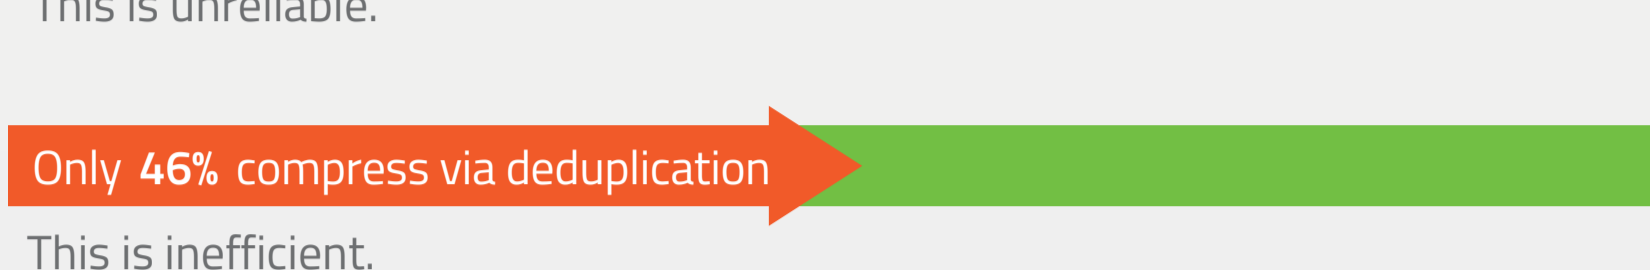 This is unreliable.
Only 46% compress via deduplication
This is inefficient.